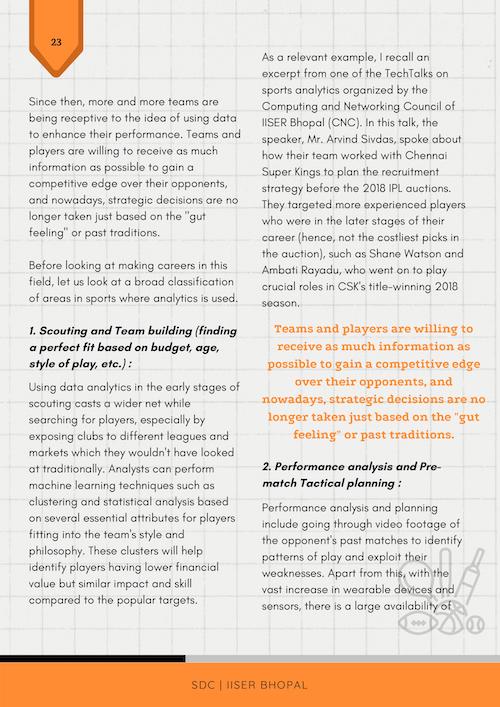 23
Since then, more and more teams are
being receptive to the idea of using data
to enhance their performance. Teams and
players are willing to receive as much
information as possible to gain a
competitive edge over their opponents,
and nowadays, strategic decisions are no
longer taken just based on the "gut
feeling" or past traditions.
Before looking at making careers in this
field, let us look at a broad classification
of areas in sports where analytics is used.
1. Scouting and Team building (finding
a perfect fit based on budget, age,
style of play, etc.) :
Using data analytics in the early stages of
scouting casts a wider net while
searching for players, especially by
exposing clubs to different leagues and
markets which they wouldn't have looked
at traditionally. Analysts can perform
machine learning techniques such as
clustering and statistical analysis based
on several essential attributes for players
fitting into the team's style and
philosophy. These clusters will help
identify players having lower financial
value but similar impact and skill
compared to the popular targets.
As a relevant example, I recall an
excerpt from one of the TechTalks on
sports analytics organized by the
Computing and Networking Council of
IISER Bhopal (CNC). In this talk, the
speaker, Mr. Arvind Sivdas, spoke about
how their team worked with Chennai
Super Kings to plan the recruitment
strategy before the 2018 IPL auctions.
They targeted more experienced players
who were in the later stages of their
career (hence, not the costliest picks in
the auction), such as Shane Watson and
Ambati Rayadu, who went on to play
crucial roles in CSK's title-winning 2018
season.
Teams and players are willing to
receive as much information as
possible to gain a competitive edge
over their opponents, and
nowadays, strategic decisions are no
longer taken just based on the "gut
feeling" or past traditions.
2. Performance analysis and Pre-
match Tactical planning :
Performance analysis and planning
include going through video footage of
the opponent's past matches to identify
patterns of play and exploit their
weaknesses. Apart from this, with the
vast increase in wearable devices and
sensors, there is a large availability of
SDC | IISER BHOPAL